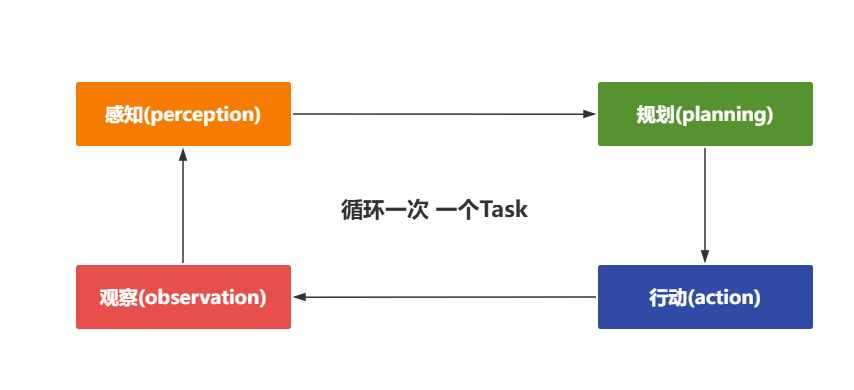 感知(perception)
规划(planning)
循环一次 一个Task
观察(observation)
行动(action)